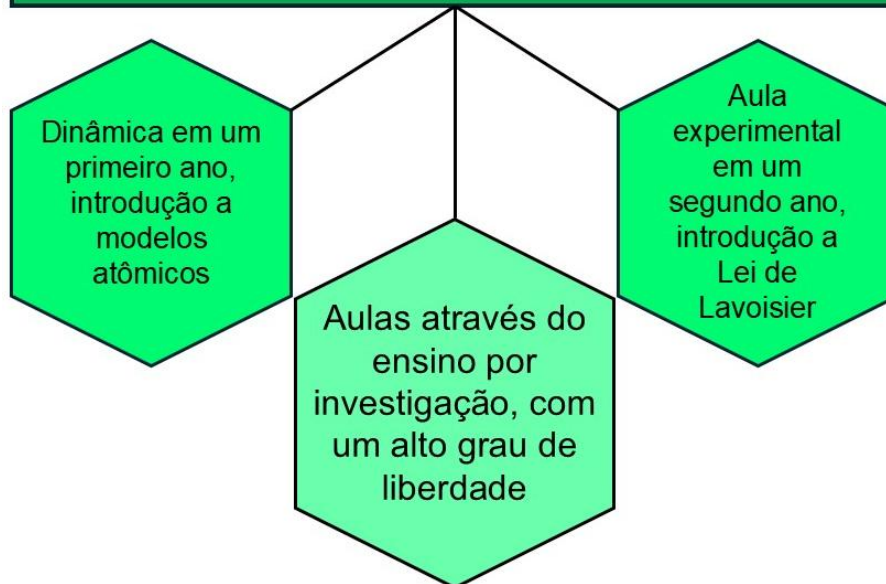 Dinâmica em um
primeiro ano,
introdução a
modelos
atômicos
Aulas através do
ensino por
investigação, com
um alto grau de
liberdade
Aula
experimental
em um
segundo ano,
introdução a
Lei de
Lavoisier